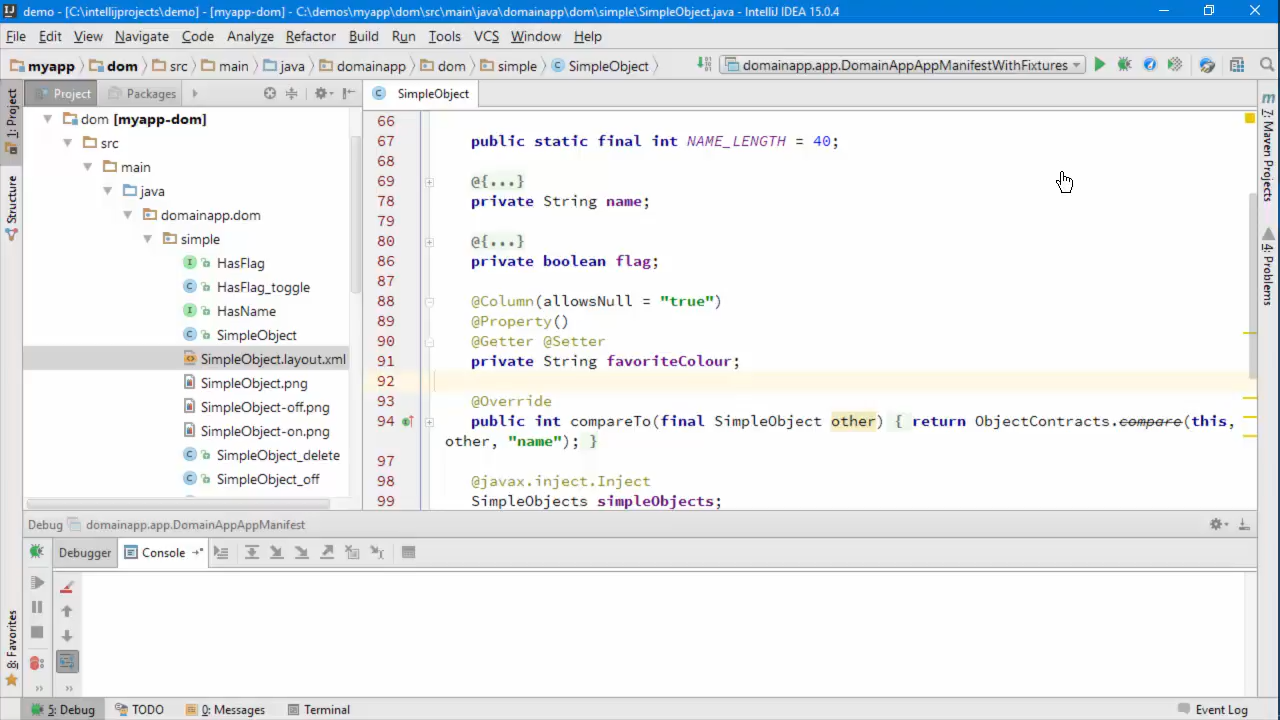 demo - [C:\intellijprojects\demo] - [myapp-dom] - C:\demos\myapp\dom\src\main\java\domainapp\dom\simple\SimpleObject.java - IntelliJ IDEA 15.0.4
File Edit View Navigate Code Analyze Refactor Build Run Tools VCS Window Help
myapp dom src main java domainapp dom simple SimpleObject domainapp.app.DomainAppAppManifestWithFixtures
Project Packages SimpleObject
1: Project
Structure
8: Favorites
dom [myapp-dom]
src
main
java
domainapp.dom
simple
HasFlag
HasFlag_toggle
HasName
SimpleObject
SimpleObject.layout.xml
SimpleObject.png
SimpleObject-off.png
SimpleObject-on.png
SimpleObject_delete
SimpleObject_off
66
67 public static final int NAME_LENGTH = 40;
68
69 @{...}
78 private String name;
79
80 @{...}
86 private boolean flag;
87
88 @Column(allowsNull = "true")
89 @Property()
90 @Getter @Setter
91 private String favoriteColour;
92
93 @Override
94 public int compareTo(final SimpleObject other) { return ObjectContracts.compare(this,
other, "name"); }
97
98 @javax.inject.Inject
99 SimpleObjects simpleObjects;
Maven Projects
4: Problems
Debug domainapp.app.DomainAppAppManifest
Debugger Console
5: Debug TODO 0: Messages Terminal Event Log